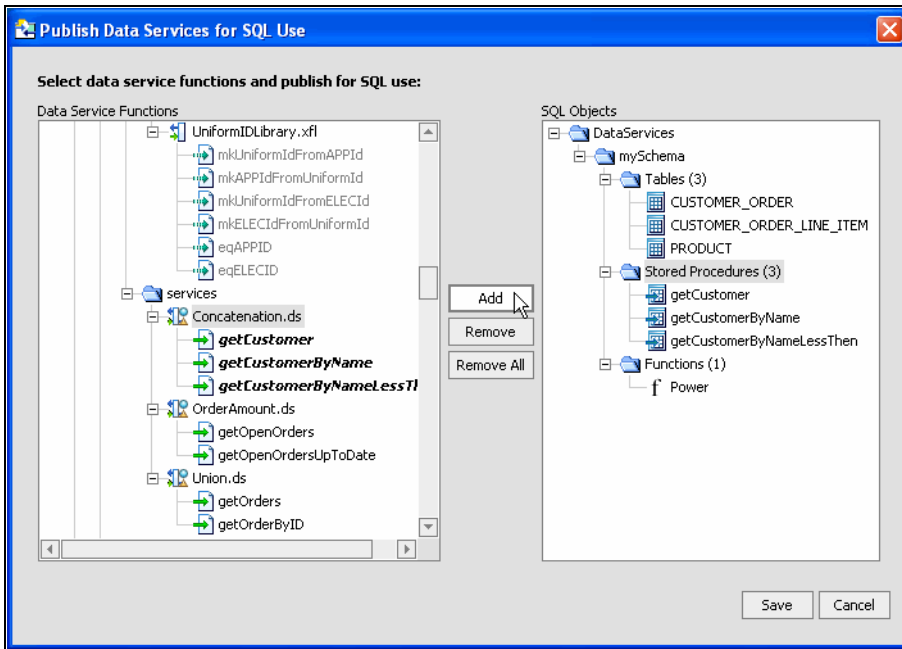 Publish Data Services for SQL Use
Select data service functions and publish for SQL use:
Data Service Functions
UniformIDLibrary.xfl
mkUniformIdFromAPPId
mkAPPIdFromUniformId
mkUniformIdFromELECId
mkELECIdFromUniformId
eqAPPID
eqELECID
services
Concatenation.ds
getCustomer
getCustomerByName
getCustomerByNameLessTl
OrderAmount.ds
getOpenOrders
getOpenOrdersUpToDate
Union.ds
getOrders
getOrderByID
Add
Remove
Remove All
SQL Objects
DataServices
mySchema
Tables (3)
CUSTOMER_ORDER
CUSTOMER_ORDER_LINE_ITEM
PRODUCT
Stored Procedures (3)
getCustomer
getCustomerByName
getCustomerByNameLessThen
Functions (1)
f Power
Save
Cancel